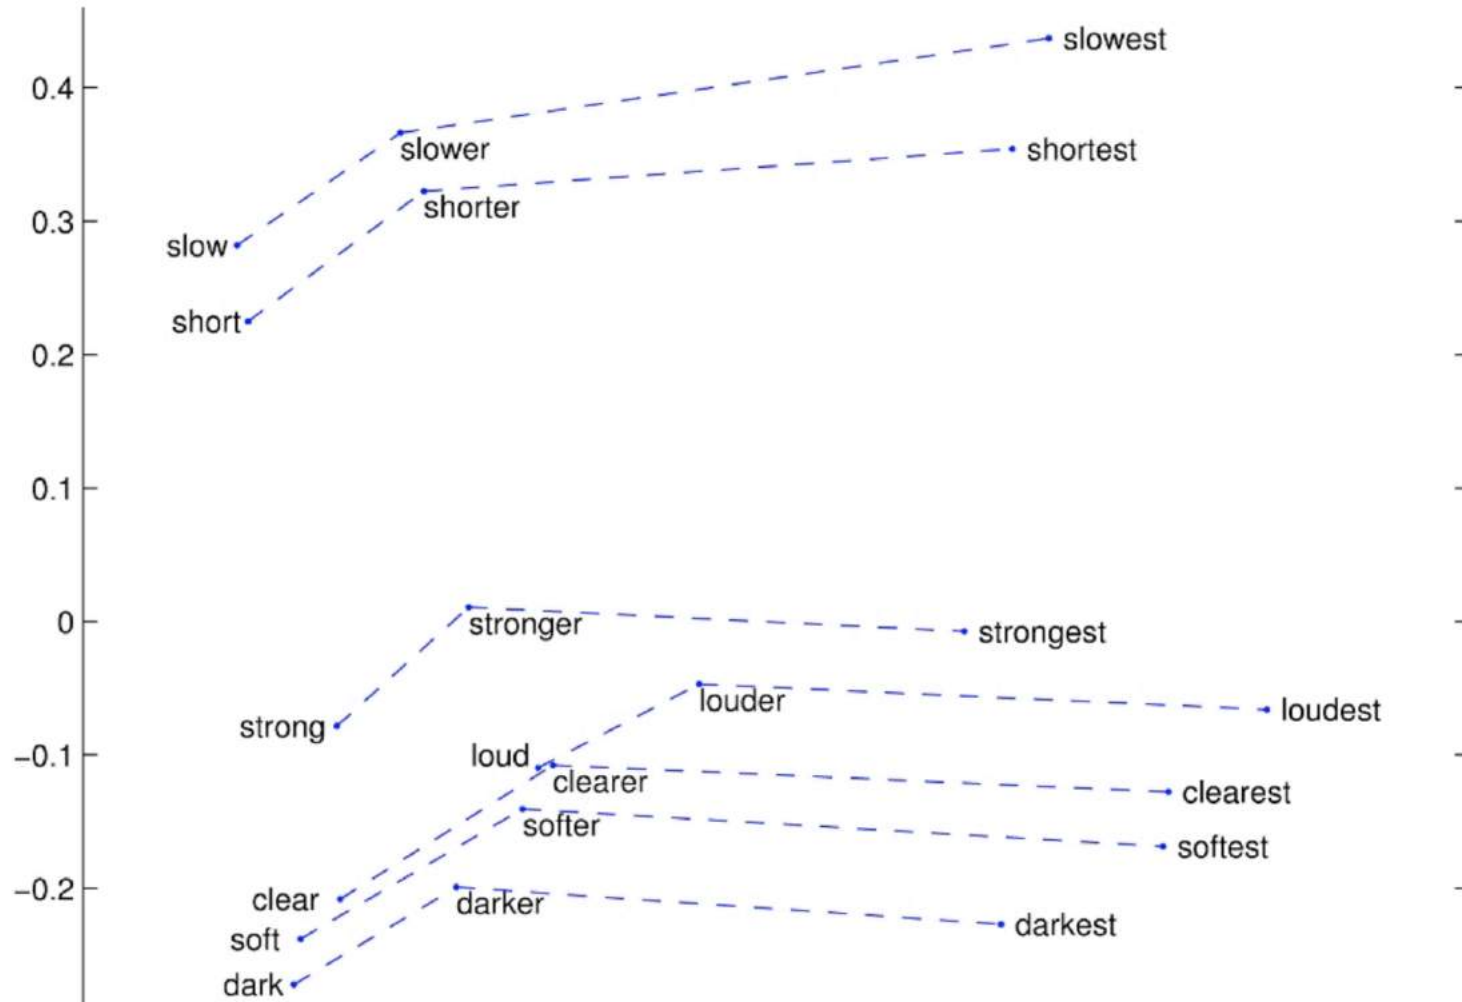 slowest
0.4
slower
shortest
shorter
0.3
slow
short
0.2
0.1
0
stronger
strongest
louder
loudest
strong
−0.1
loud
clearer
clearest
softer
softest
−0.2
clear
darker
darkest
soft
dark